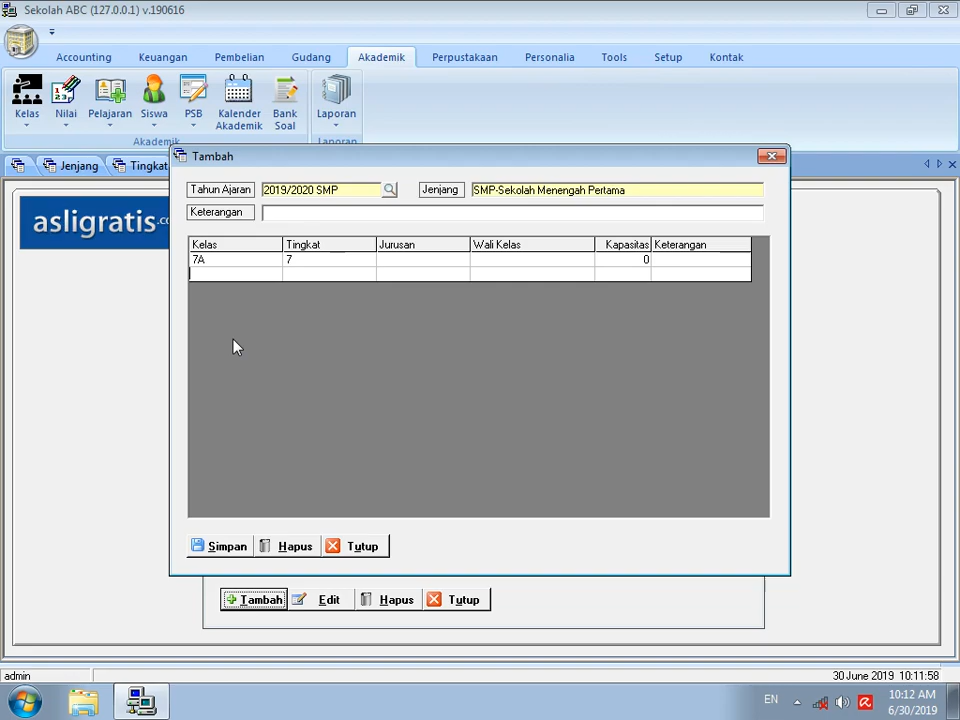 Sekolah ABC (127.0.0.1) v.190616
Accounting Keuangan Pembelian Gudang Akademik Perpustakaan Personalia Tools Setup Kontak
Kelas Nilai Pelajaran Siswa PSB Kalender Akademik Bank Soal Laporan
Akademik Laporan
Jenjang Tingkat
Tambah
Tahun Ajaran 2019/2020 SMP Jenjang SMP-Sekolah Menengah Pertama
Keterangan
asligratis.co
Kelas Tingkat Jurusan Wali Kelas Kapasitas Keterangan
7A 7 0
Simpan Hapus Tutup
Tambah Edit Hapus Tutup
admin 30 June 2019 10:11:58
EN 10:12 AM
6/30/2019